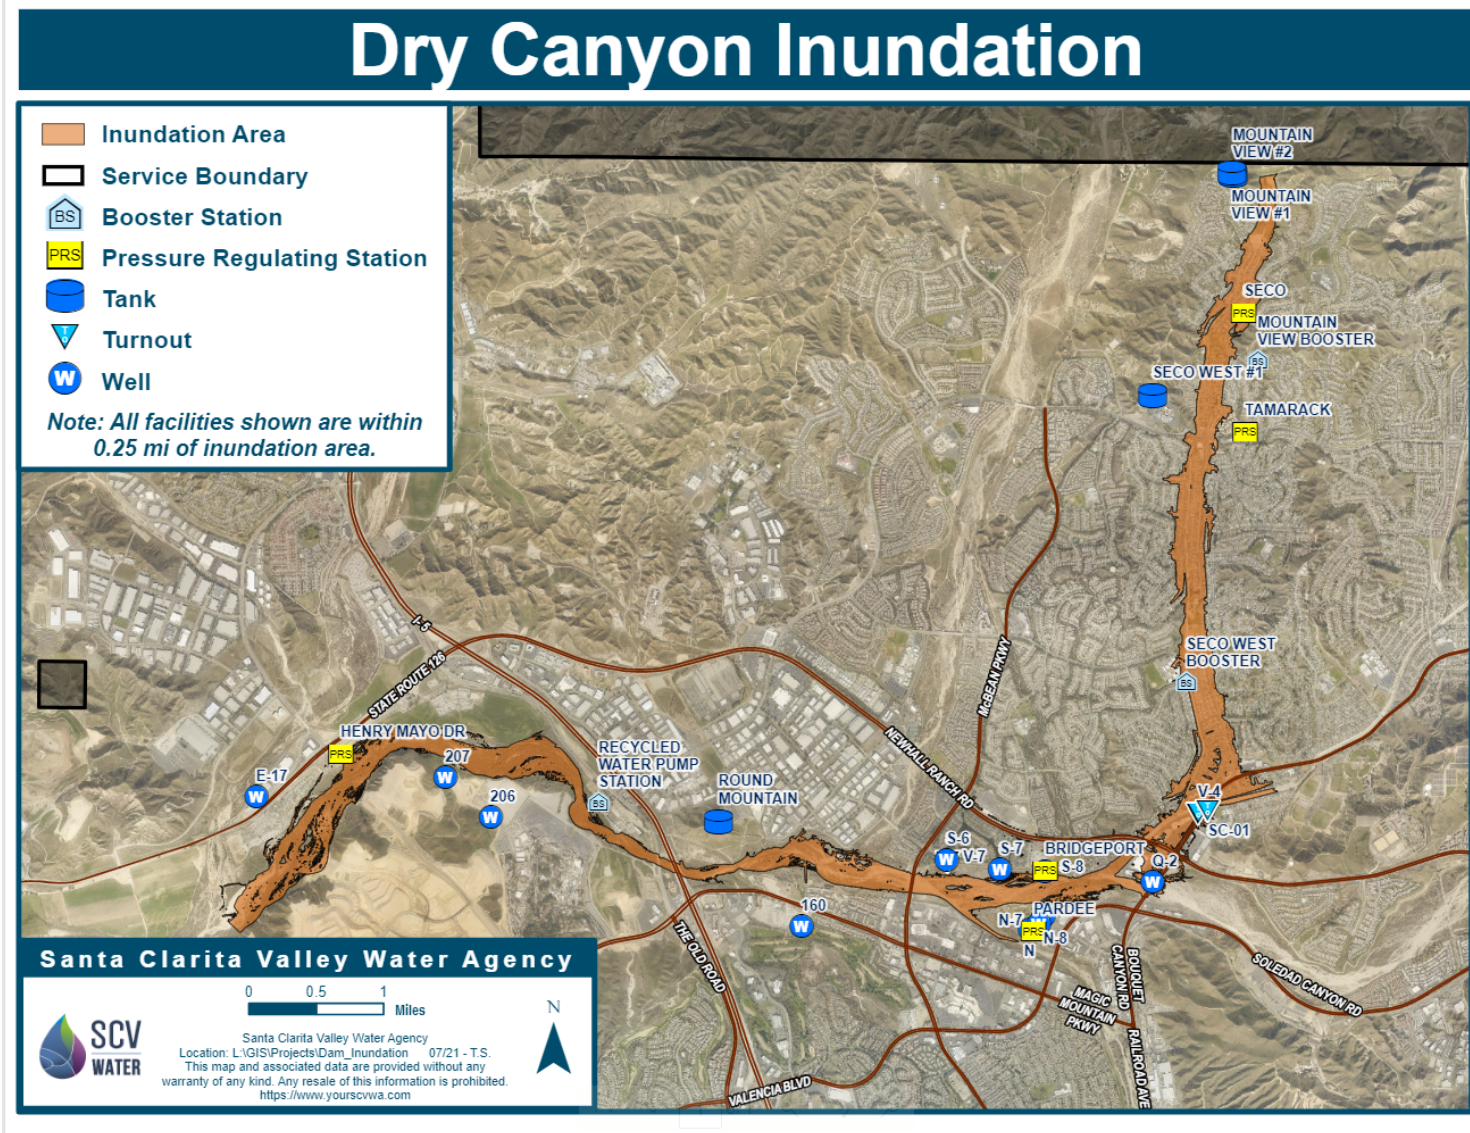 Dry Canyon Inundation
Inundation Area
Service Boundary
BS
Booster Station
PRS
Pressure Regulating Station
Tank
T
O
Turnout
W
Well
Note: All facilities shown are within
0.25 mi of inundation area.
MOUNTAIN
VIEW #2
MOUNTAIN
VIEW #1
SECO
PRS
MOUNTAIN
VIEW BOOSTER
BS
SECO WEST #1
TAMARACK
PRS
SECO WEST
BOOSTER
BS
I-5
STATE ROUTE 126
McBEAN PKWY
NEWHALL RANCH RD
HENRY MAYO DR
PRS
207
W
E-17
W
206
W
RECYCLED
WATER PUMP
STATION
BS
ROUND
MOUNTAIN
V-4
SC-01
S-6
W
V-7
S-7
W
BRIDGEPORT
PRS
S-8
Q-2
W
160
W
N-7
PARDEE
W
PRS
N-8
N
THE OLD ROAD
MAGIC
MOUNTAIN
PKWY
BOUQUET
CANYON RD
SOLEDAD CANYON RD
RAILROAD AVE
VALENCIA BLVD
Santa Clarita Valley Water Agency
0 0.5 1
Miles
N
SCV
WATER
Santa Clarita Valley Water Agency
Location: L:\GIS\Projects\Dam_Inundation 07/21 - T.S.
This map and associated data are provided without any
warranty of any kind. Any resale of this information is prohibited.
https://www.yourscvwa.com